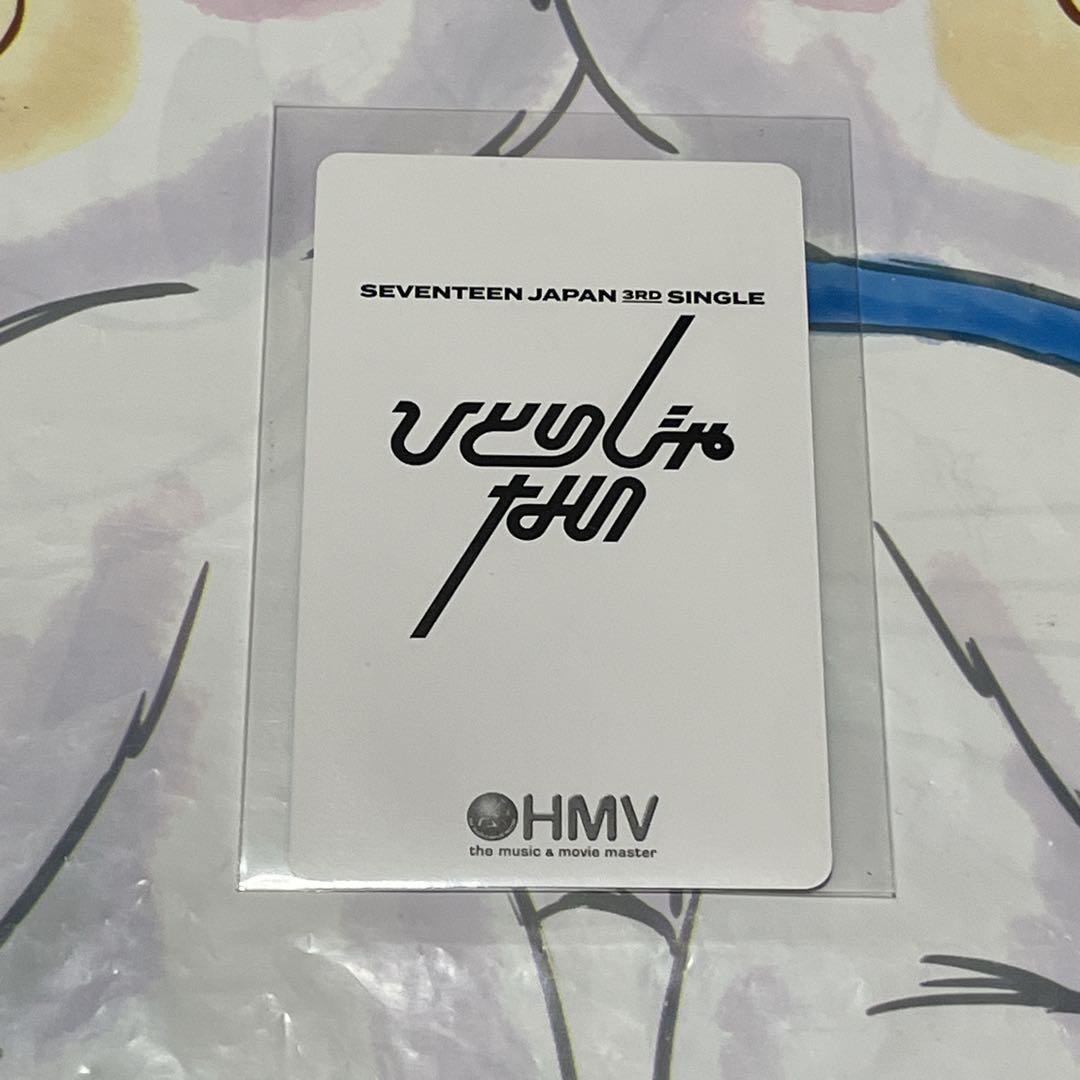 SEVENTEEN JAPAN 3RD SINGLE
ひとりじゃ
ない
HMV
the music & movie master